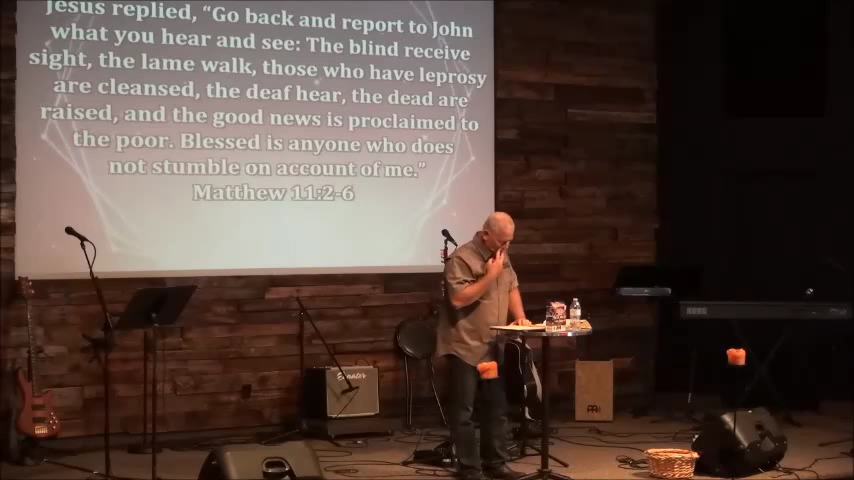 Jesus replied, “Go back and report to John
what you hear and see: The blind receive
sight, the lame walk, those who have leprosy
are cleansed, the deaf hear, the dead are
raised, and the good news is proclaimed to
the poor. Blessed is anyone who does
not stumble on account of me.”
Matthew 11:2-6
KORG
MEINL